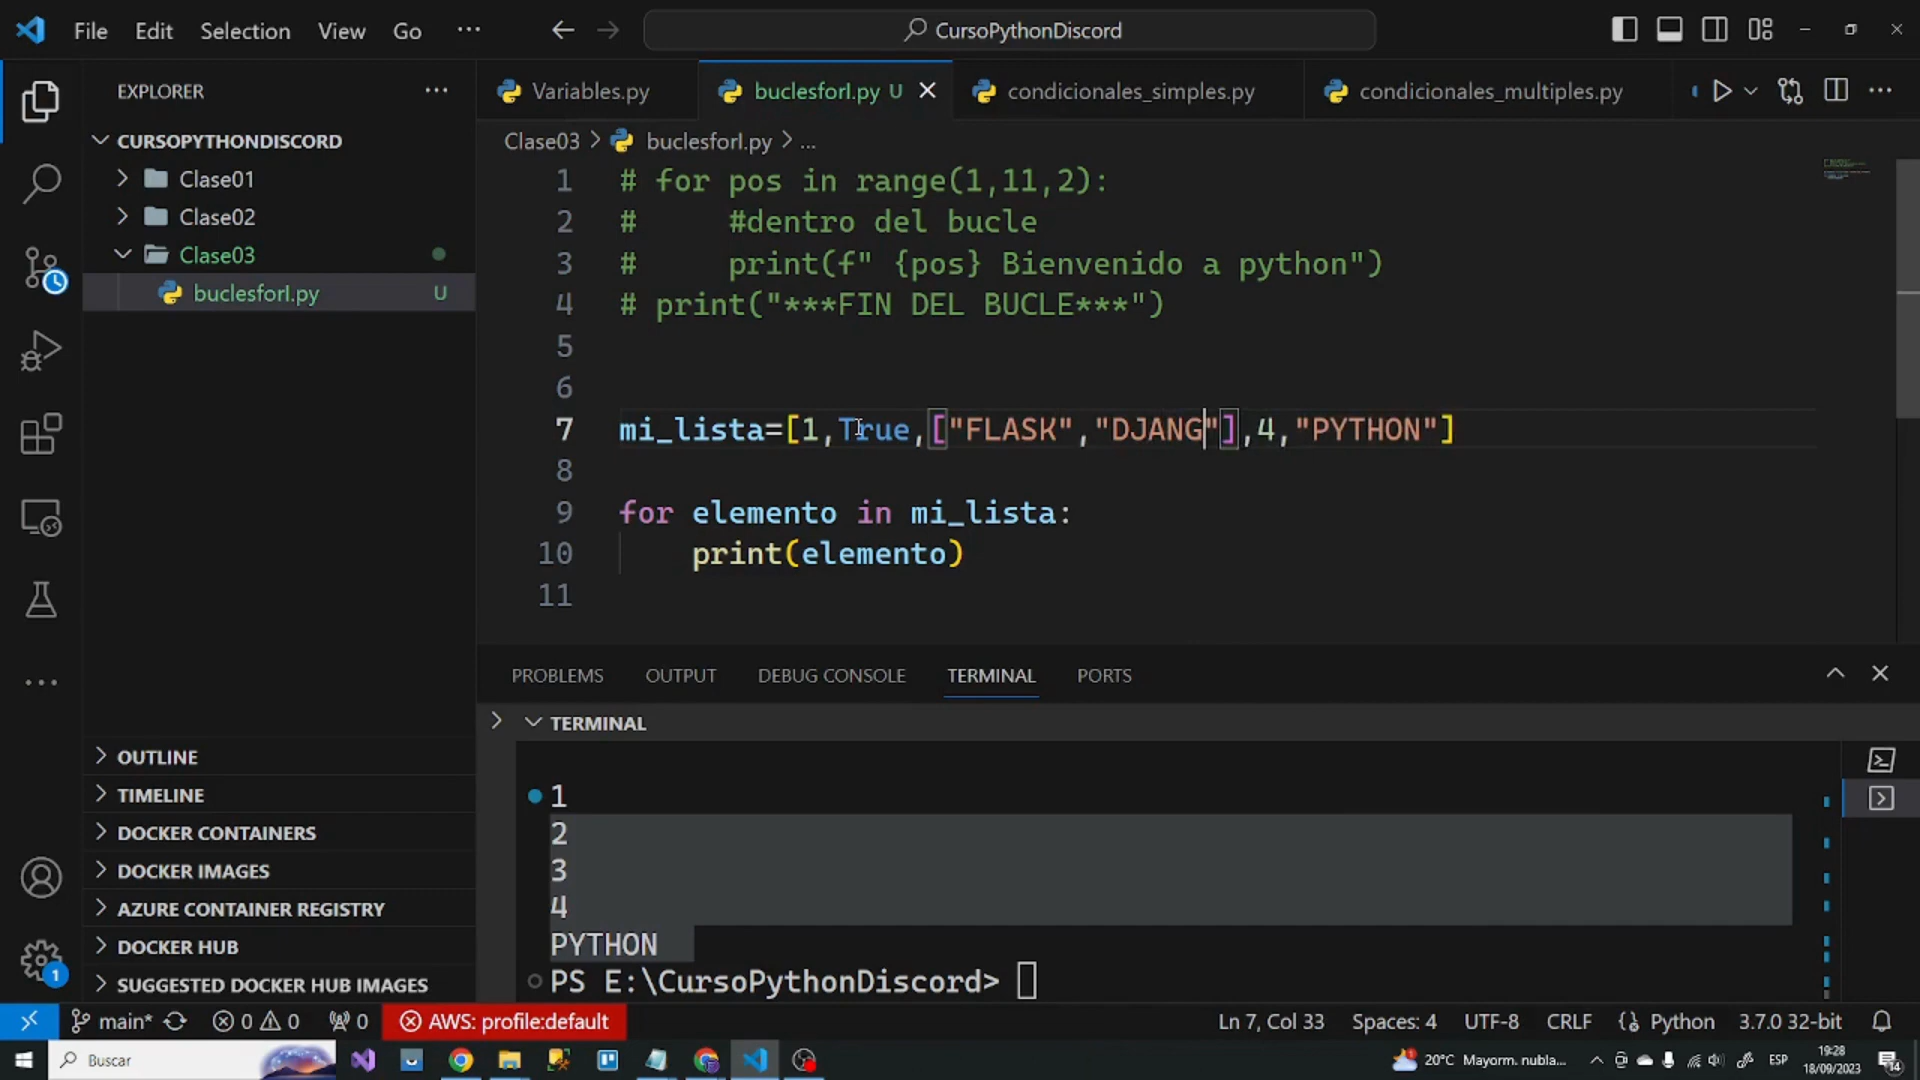 File Edit Selection View Go ··· CursoPythonDiscord
EXPLORER ···
CURSOPYTHONDISCORD
Clase01
Clase02
Clase03
buclesforI.py U
OUTLINE
TIMELINE
DOCKER CONTAINERS
DOCKER IMAGES
AZURE CONTAINER REGISTRY
DOCKER HUB
SUGGESTED DOCKER HUB IMAGES
1
Variables.py buclesforI.py U condicionales_simples.py condicionales_multiples.py
Clase03 > buclesforI.py > ...
1 # for pos in range(1,11,2):
2 #     #dentro del bucle
3 #     print(f" {pos} Bienvenido a python")
4 # print("***FIN DEL BUCLE***")
5
6
7 mi_lista=[1,True,["FLASK","DJANG"],4,"PYTHON"]
8
9 for elemento in mi_lista:
10     print(elemento)
11
PROBLEMS OUTPUT DEBUG CONSOLE TERMINAL PORTS
TERMINAL
1
2
3
4
PYTHON
PS E:\CursoPythonDiscord>
main* 0 0 0 AWS: profile:default Ln 7, Col 33 Spaces: 4 UTF-8 CRLF Python 3.7.0 32-bit
Buscar 20°C Mayorm. nubla... ESP 19:28
18/09/2023 14